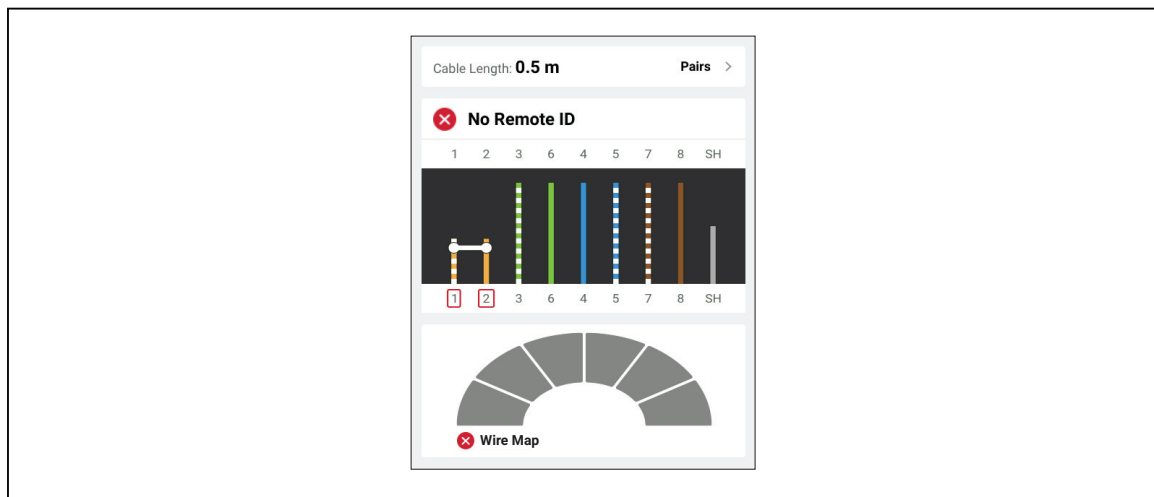 Cable Length: 0.5 m Pairs >
No Remote ID
1 2 3 6 4 5 7 8 SH
1 2 3 6 4 5 7 8 SH
Wire Map